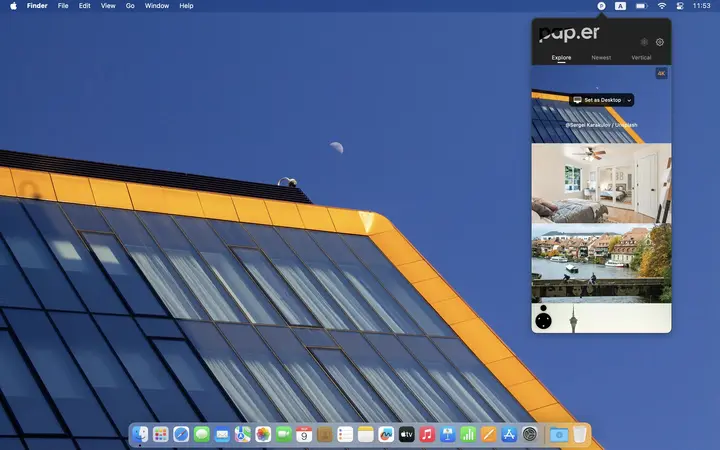 Finder File Edit View Go Window Help
P A 11:53
pap.er
Explore Newest Vertical
4K
Set as Desktop
@Sergei Karakulov / Unsplash
9
tv